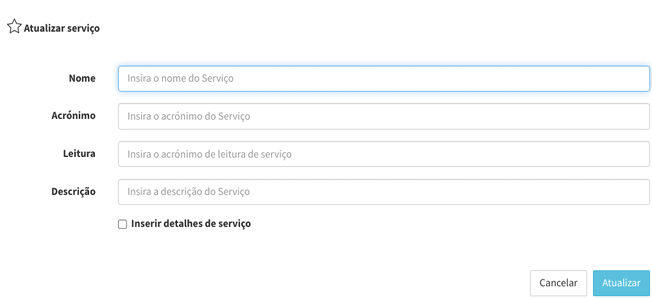 Atualizar serviço
Nome Insira o nome do Serviço
Acrónimo Insira o acrónimo do Serviço
Leitura Insira o acrónimo de leitura de serviço
Descrição Insira a descrição do Serviço
Inserir detalhes de serviço
Cancelar Atualizar